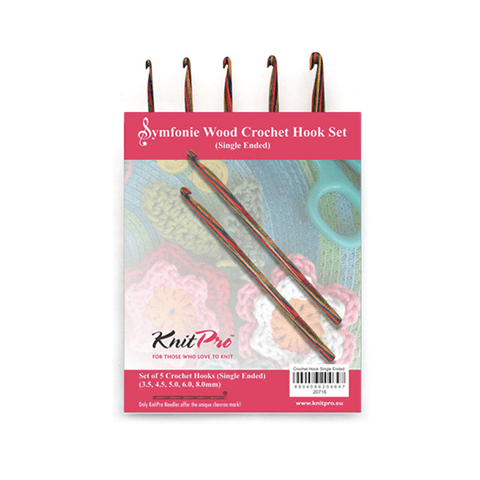 Symfonie Wood Crochet Hook Set
(Single Ended)
KnitPro™
FOR THOSE WHO LOVE TO KNIT
Set of 5 Crochet Hooks (Single Ended)
(3.5, 4.5, 5.0, 6.0, 8.0mm)
Only KnitPro Needles offer the unique chevron mark!
Crochet Hook Single Ended
20716
www.knitpro.eu